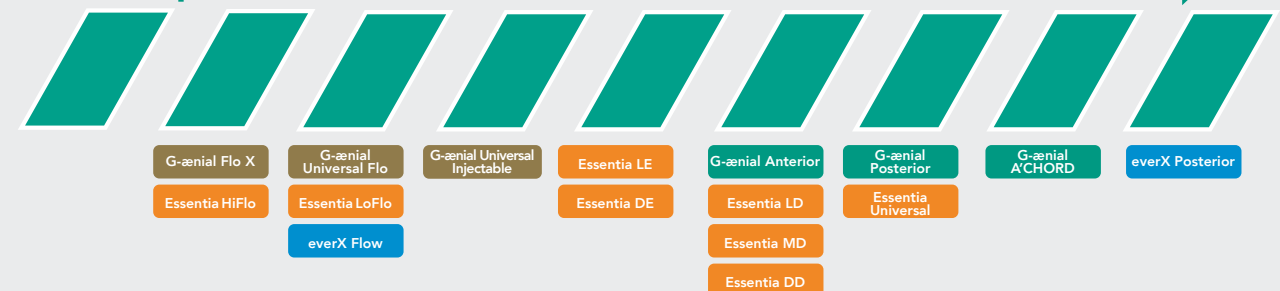 G-ænial Flo X
Essentia HiFlo
G-ænial
Universal Flo
Essentia LoFlo
everX Flow
G-ænial Universal
Injectable
Essentia LE
Essentia DE
G-ænial Anterior
Essentia LD
Essentia MD
Essentia DD
G-ænial
Posterior
Essentia
Universal
G-ænial
A'CHORD
everX Posterior